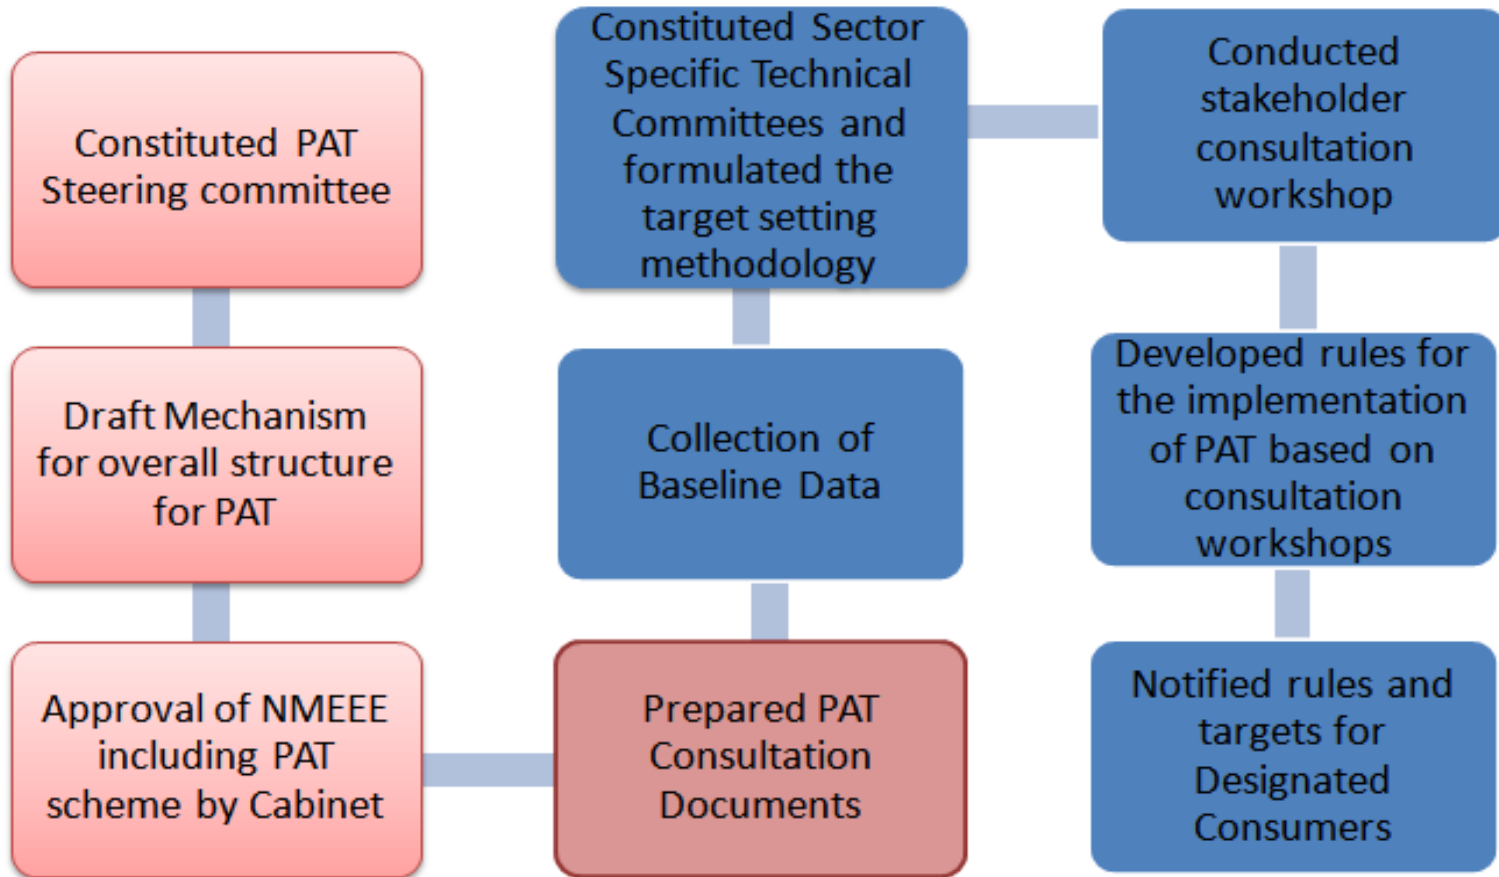 Constituted PAT
Steering committee
Draft Mechanism
for overall structure
for PAT
Approval of NMEEE
including PAT
scheme by Cabinet
Prepared PAT
Consultation
Documents
Collection of
Baseline Data
Constituted Sector
Specific Technical
Committees and
formulated the
target setting
methodology
Conducted
stakeholder
consultation
workshop
Developed rules for
the implementation
of PAT based on
consultation
workshops
Notified rules and
targets for
Designated
Consumers